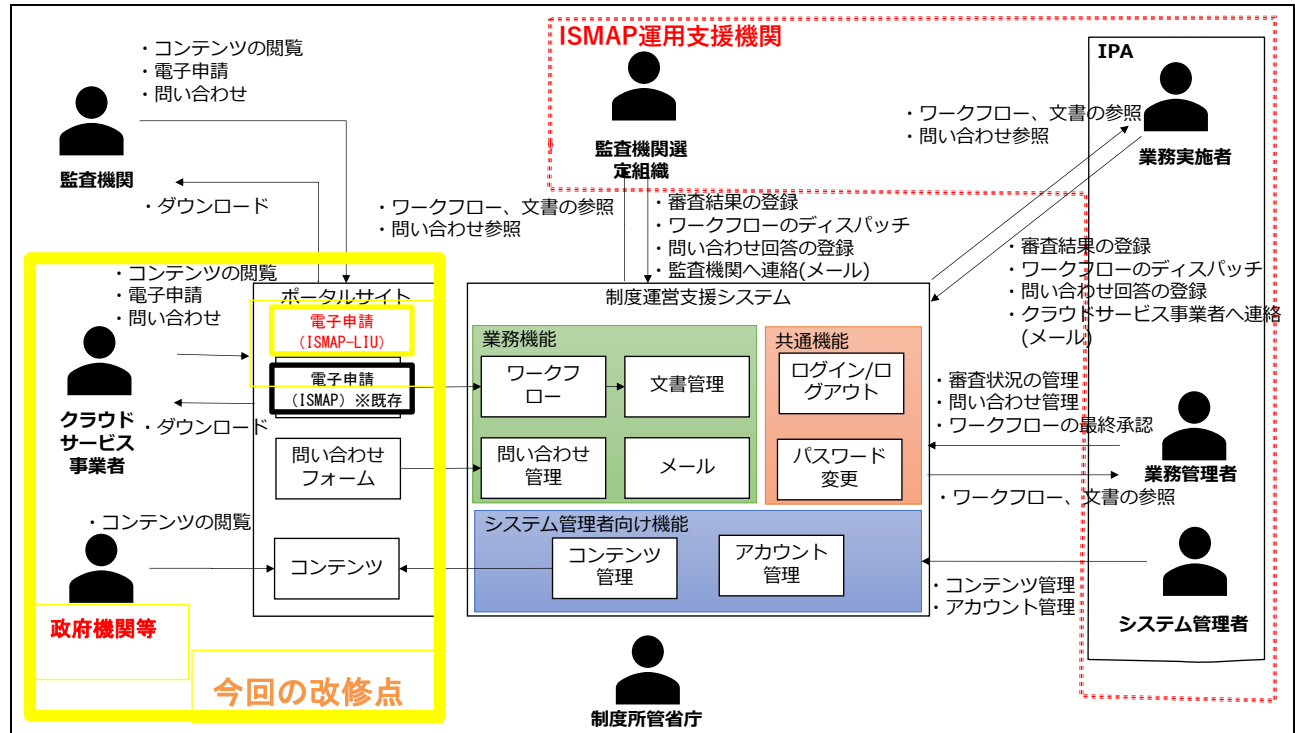 ISMAP運用支援機関
IPA
・コンテンツの閲覧
・電子申請
・問い合わせ
監査機関
・ダウンロード
監査機関選
定組織
・ワークフロー、文書の参照
・問い合わせ参照
業務実施者
・ワークフロー、文書の参照
・問い合わせ参照
・審査結果の登録
・ワークフローのディスパッチ
・問い合わせ回答の登録
・監査機関へ連絡(メール)
・審査結果の登録
・ワークフローのディスパッチ
・問い合わせ回答の登録
・クラウドサービス事業者へ連絡
(メール)
・コンテンツの閲覧
・電子申請
・問い合わせ
クラウド
サービス
事業者
・ダウンロード
ポータルサイト
電子申請
(ISMAP-LIU)
電子申請
(ISMAP) ※既存
問い合わせ
フォーム
コンテンツ
制度運営支援システム
業務機能
ワークフ
ロー
文書管理
問い合わせ
管理
メール
共通機能
ログイン/ロ
グアウト
パスワード
変更
システム管理者向け機能
コンテンツ
管理
アカウント
管理
・審査状況の管理
・問い合わせ管理
・ワークフローの最終承認
業務管理者
・ワークフロー、文書の参照
・コンテンツ管理
・アカウント管理
システム管理者
・コンテンツの閲覧
政府機関等
今回の改修点
制度所管省庁